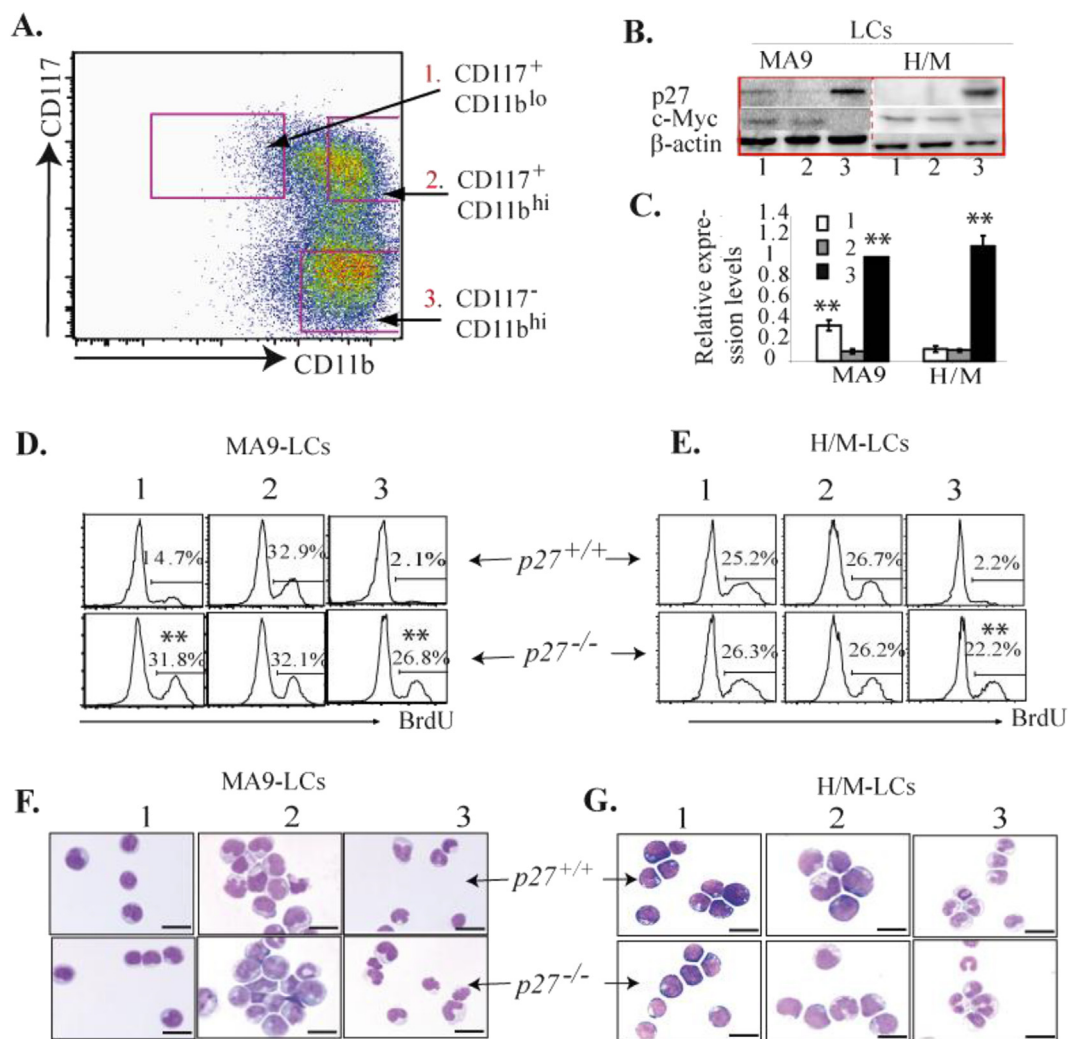 A.
CD117
CD11b
1. CD117+
CD11blo
2. CD117+
CD11bhi
3. CD117-
CD11bhi
B.
LCs
MA9 H/M
p27
c-Myc
β-actin
1 2 3 1 2 3
C.
Relative expre-
ssion levels
1.4
1.2
1
0.8
0.6
0.4
0.2
0
1
2
3
** ** **
MA9 H/M
D.
MA9-LCs
1 2 3
14.7% 32.9% 2.1%
p27+/+
** **
31.8% 32.1% 26.8%
p27-/-
BrdU
E.
H/M-LCs
1 2 3
25.2% 26.7% 2.2%
**
26.3% 26.2% 22.2%
BrdU
F.
MA9-LCs
1 2 3
p27+/+
p27-/-
G.
H/M-LCs
1 2 3